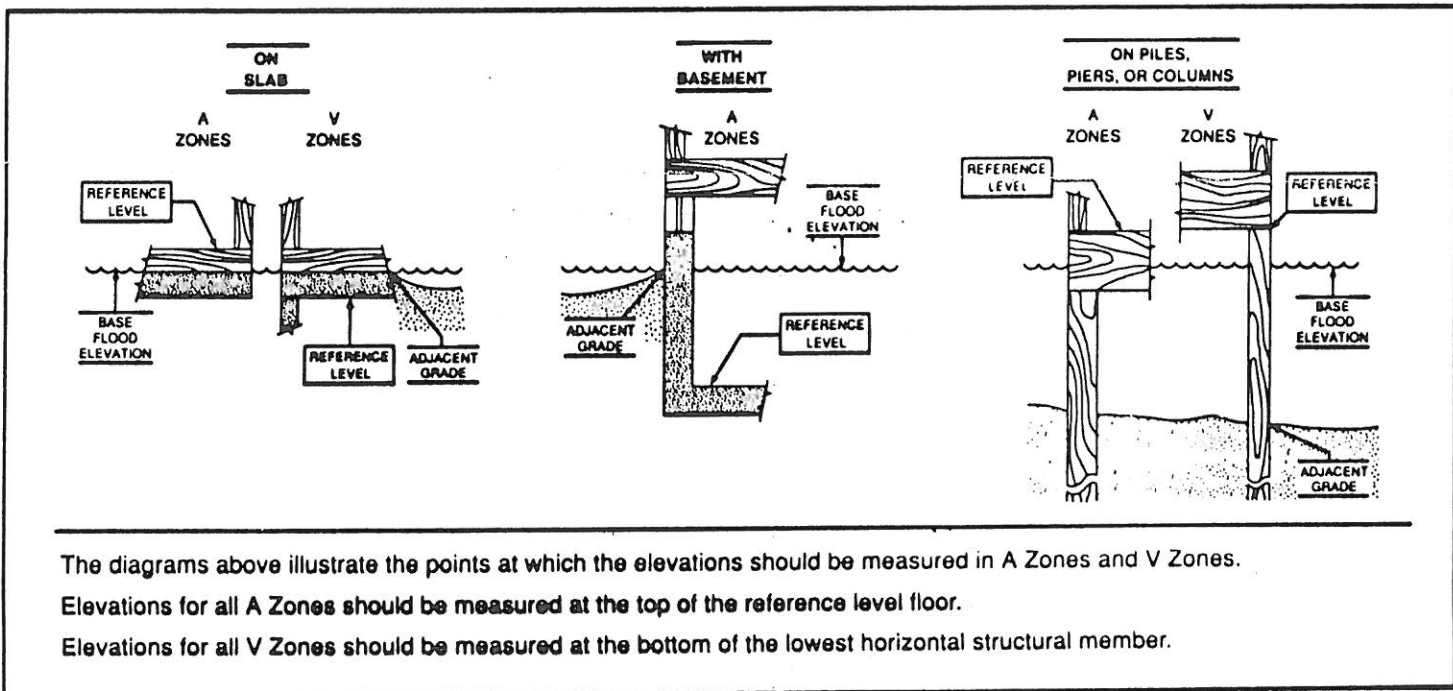 ON
SLAB
A
ZONES
V
ZONES
REFERENCE
LEVEL
BASE
FLOOD
ELEVATION
REFERENCE
LEVEL
ADJACENT
GRADE
WITH
BASEMENT
A
ZONES
BASE
FLOOD
ELEVATION
ADJACENT
GRADE
REFERENCE
LEVEL
ON PILES,
PIERS, OR COLUMNS
A
ZONES
V
ZONES
REFERENCE
LEVEL
REFERENCE
LEVEL
BASE
FLOOD
ELEVATION
ADJACENT
GRADE
The diagrams above illustrate the points at which the elevations should be measured in A Zones and V Zones.
Elevations for all A Zones should be measured at the top of the reference level floor.
Elevations for all V Zones should be measured at the bottom of the lowest horizontal structural member.